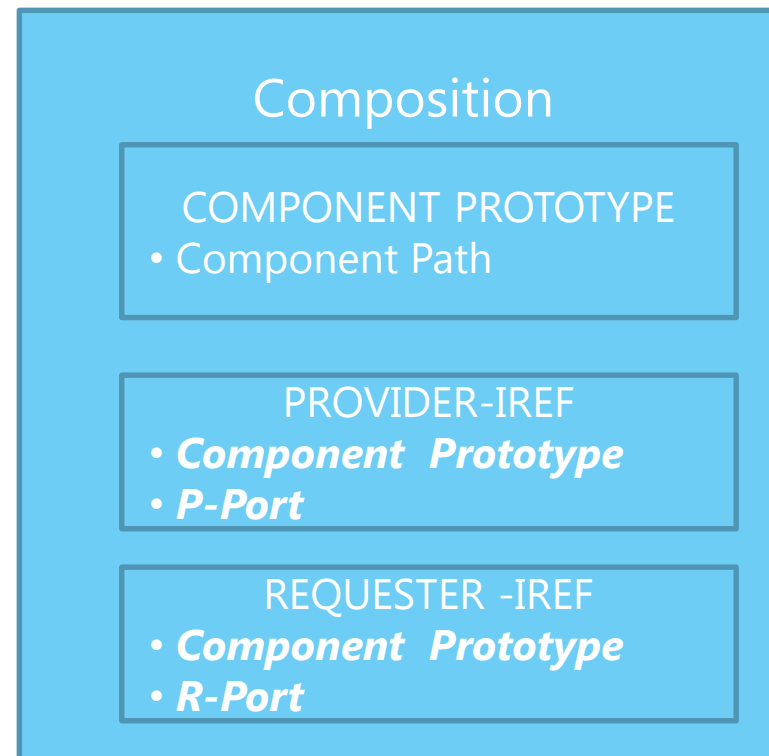 Composition
COMPONENT PROTOTYPE
• Component Path
PROVIDER-IREF
• Component Prototype
• P-Port
REQUESTER -IREF
• Component Prototype
• R-Port